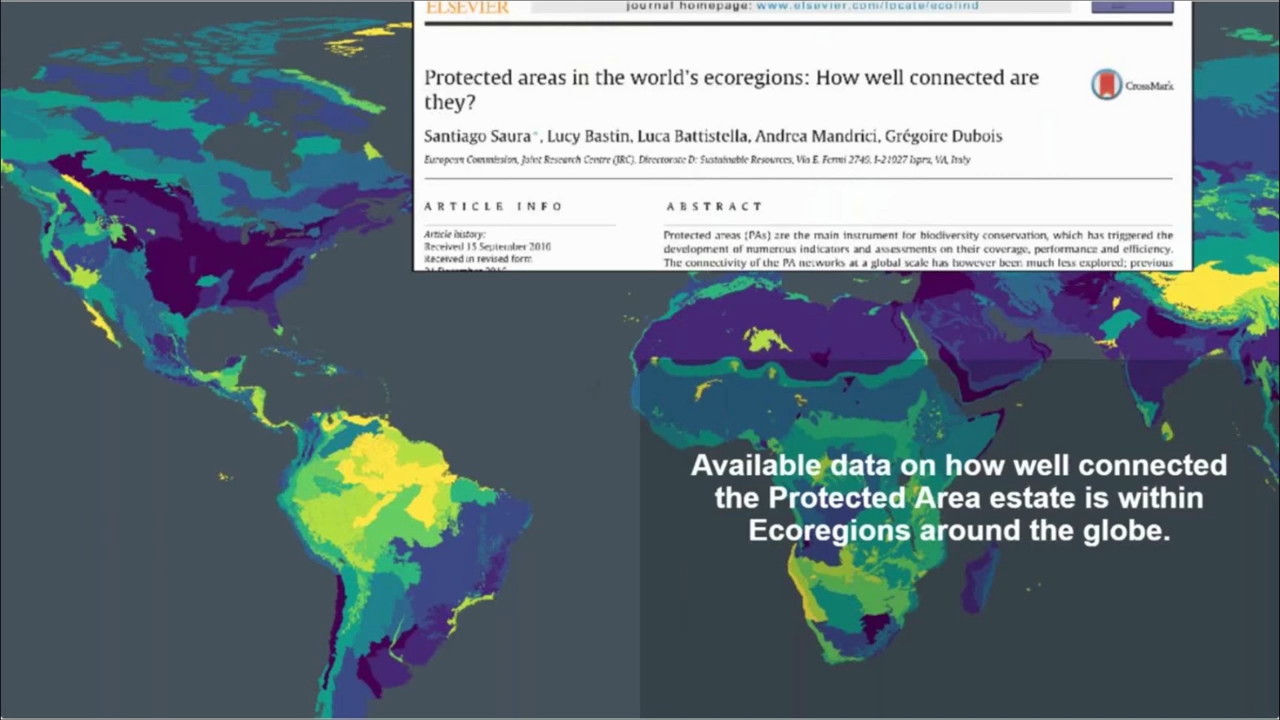 ELSEVIER
journal homepage: www.elsevier.com/locate/ecolind
Protected areas in the world's ecoregions: How well connected are
they?
CrossMark
Santiago Saura*, Lucy Bastin, Luca Battistella, Andrea Mandrici, Grégoire Dubois
European Commission, Joint Research Centre (JRC), Directorate D: Sustainable Resources, Via E. Fermi 2749, I-21027 Ispra, VA, Italy
ARTICLE INFO
ABSTRACT
Article history:
Received 15 September 2016
Received in revised form
21 December 2016
Protected areas (PAs) are the main instrument for biodiversity conservation, which has triggered the
development of numerous indicators and assessments on their coverage, performance and efficiency.
The connectivity of the PA networks at a global scale has however been much less explored; previous
Available data on how well connected
the Protected Area estate is within
Ecoregions around the globe.